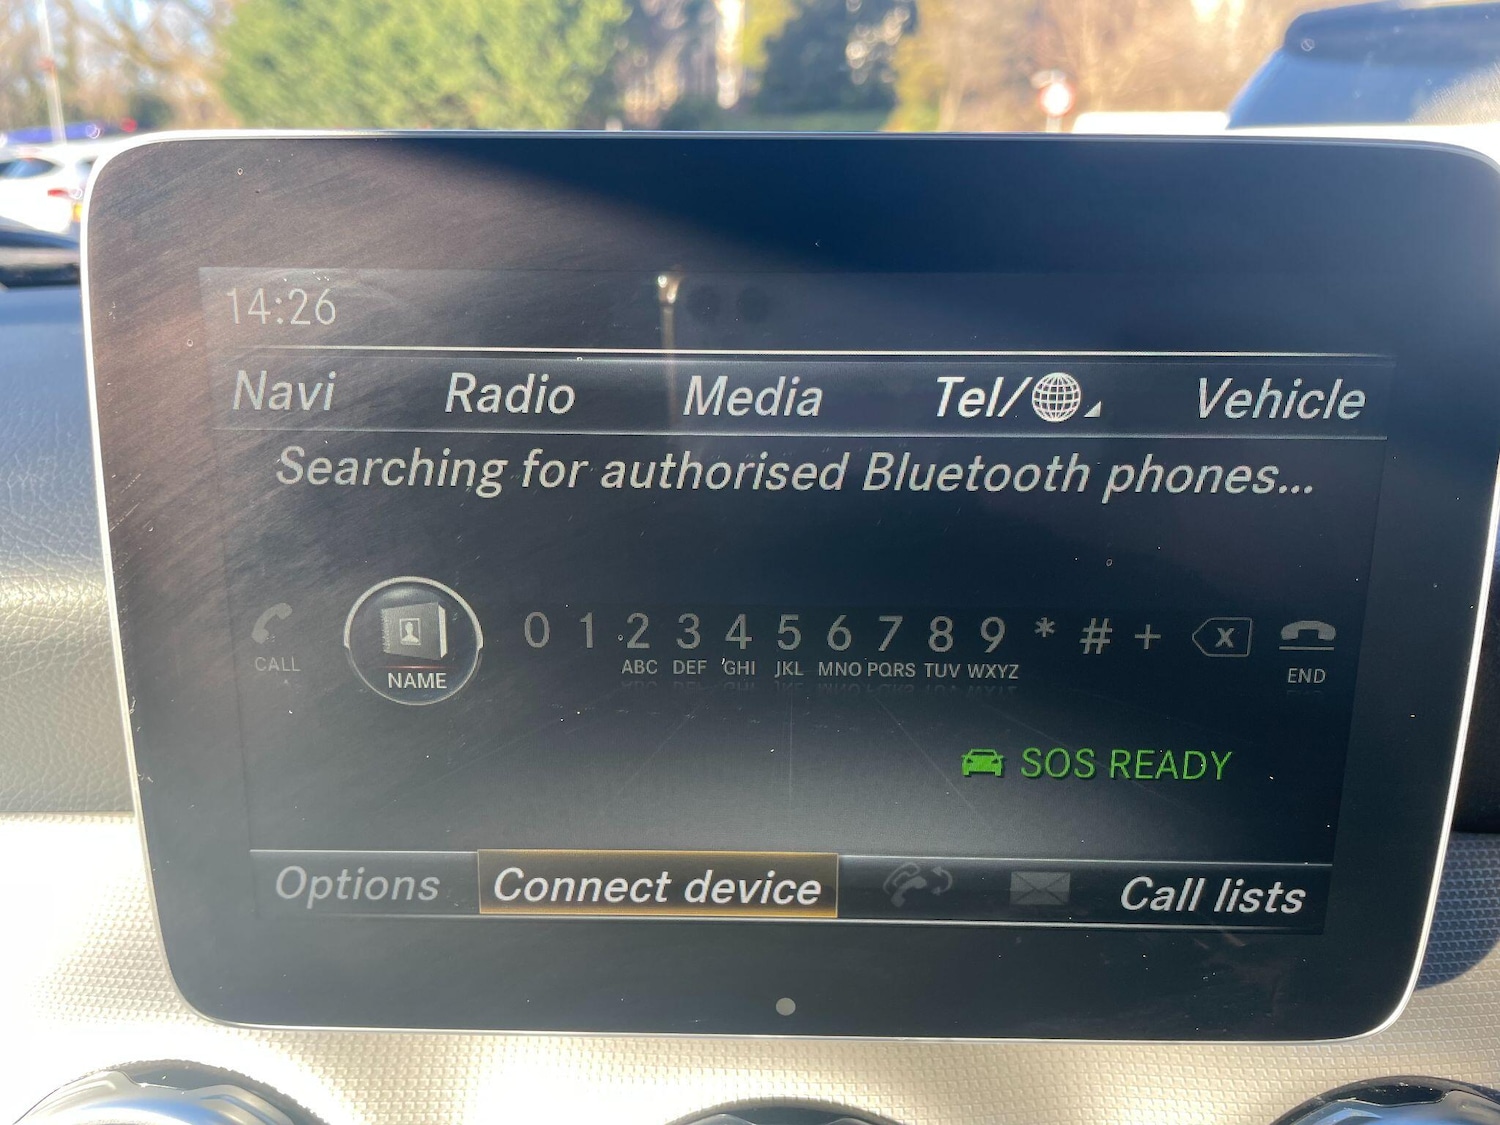 14:26
Navi Radio Media Tel/ Vehicle
Searching for authorised Bluetooth phones...
0 1 2 3 4 5 6 7 8 9 * # + X
CALL NAME ABC DEF GHI JKL MNO PQRS TUV WXYZ END
SOS READY
Options Connect device Call lists